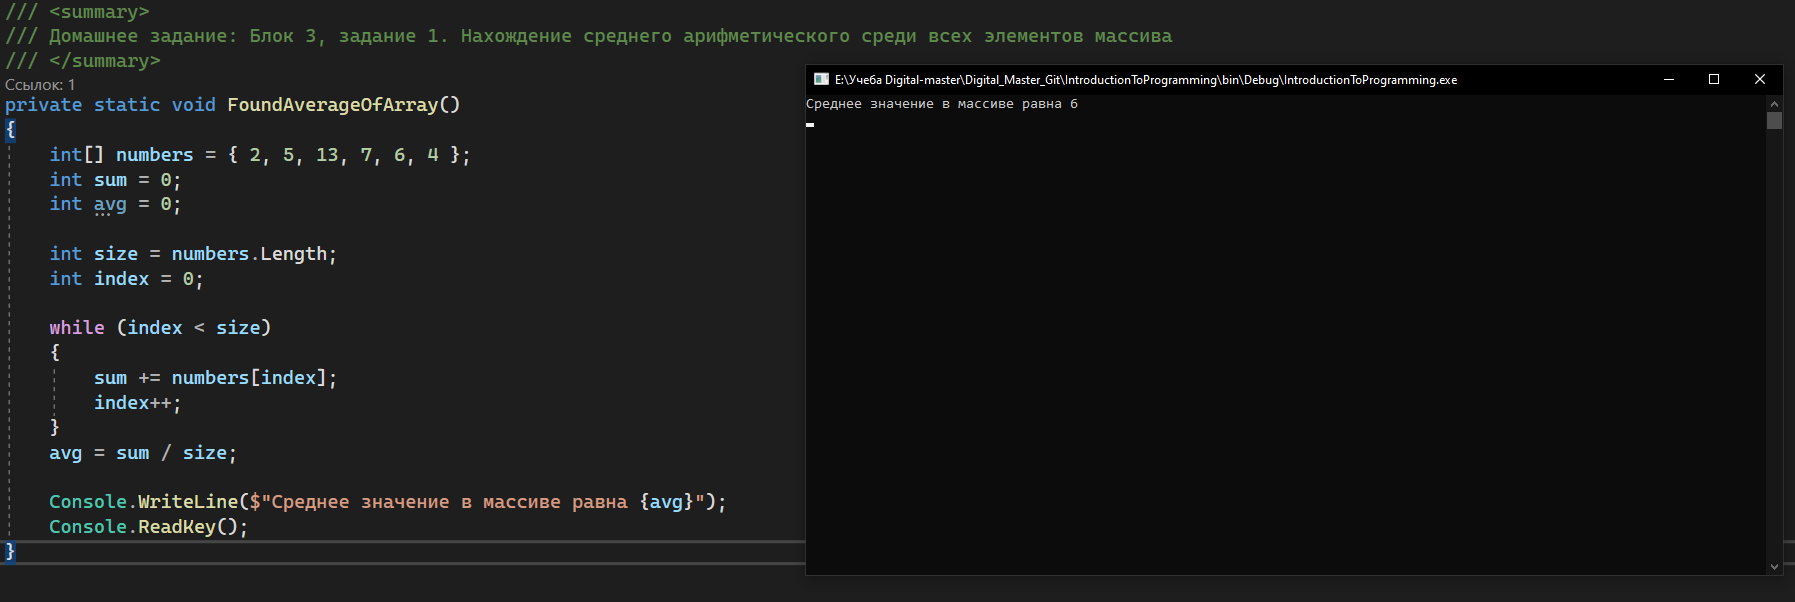 /// <summary>
/// Домашнее задание: Блок 3, задание 1. Нахождение среднего арифметического среди всех элементов массива
/// </summary>
Ссылок: 1
private static void FoundAverageOfArray()
{
    int[] numbers = { 2, 5, 13, 7, 6, 4 };
    int sum = 0;
    int avg = 0;

    int size = numbers.Length;
    int index = 0;

    while (index < size)
    {
        sum += numbers[index];
        index++;
    }
    avg = sum / size;

    Console.WriteLine($"Среднее значение в массиве равна {avg}");
    Console.ReadKey();
}
E:\Учеба Digital-master\Digital_Master_Git\IntroductionToProgramming\bin\Debug\IntroductionToProgramming.exe
Среднее значение в массиве равна 6